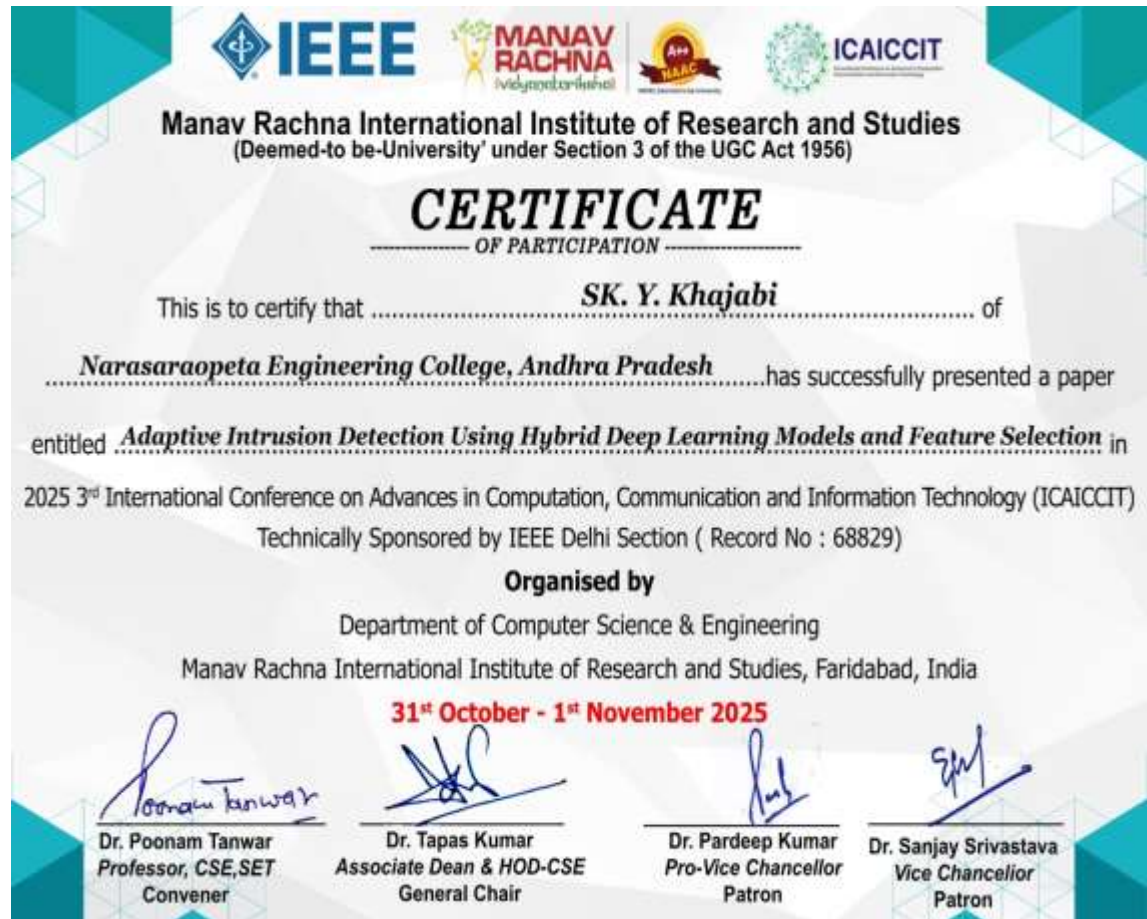 IEEE
MANAV
RACHNA
vidyanatariksha
A++
NAAC
ICAICCIT
Manav Rachna International Institute of Research and Studies
(Deemed-to be-University' under Section 3 of the UGC Act 1956)
CERTIFICATE
---------------- OF PARTICIPATION ----------------------
This is to certify that SK. Y. Khajabi of
Narasaraopeta Engineering College, Andhra Pradesh has successfully presented a paper
entitled Adaptive Intrusion Detection Using Hybrid Deep Learning Models and Feature Selection in
2025 3rd International Conference on Advances in Computation, Communication and Information Technology (ICAICCIT)
Technically Sponsored by IEEE Delhi Section ( Record No : 68829)
Organised by
Department of Computer Science & Engineering
Manav Rachna International Institute of Research and Studies, Faridabad, India
31st October - 1st November 2025
Poonam Tanwar
Dr. Poonam Tanwar
Professor, CSE,SET
Convener
Dr. Tapas Kumar
Associate Dean & HOD-CSE
General Chair
Dr. Pardeep Kumar
Pro-Vice Chancellor
Patron
Dr. Sanjay Srivastava
Vice Chancellor
Patron